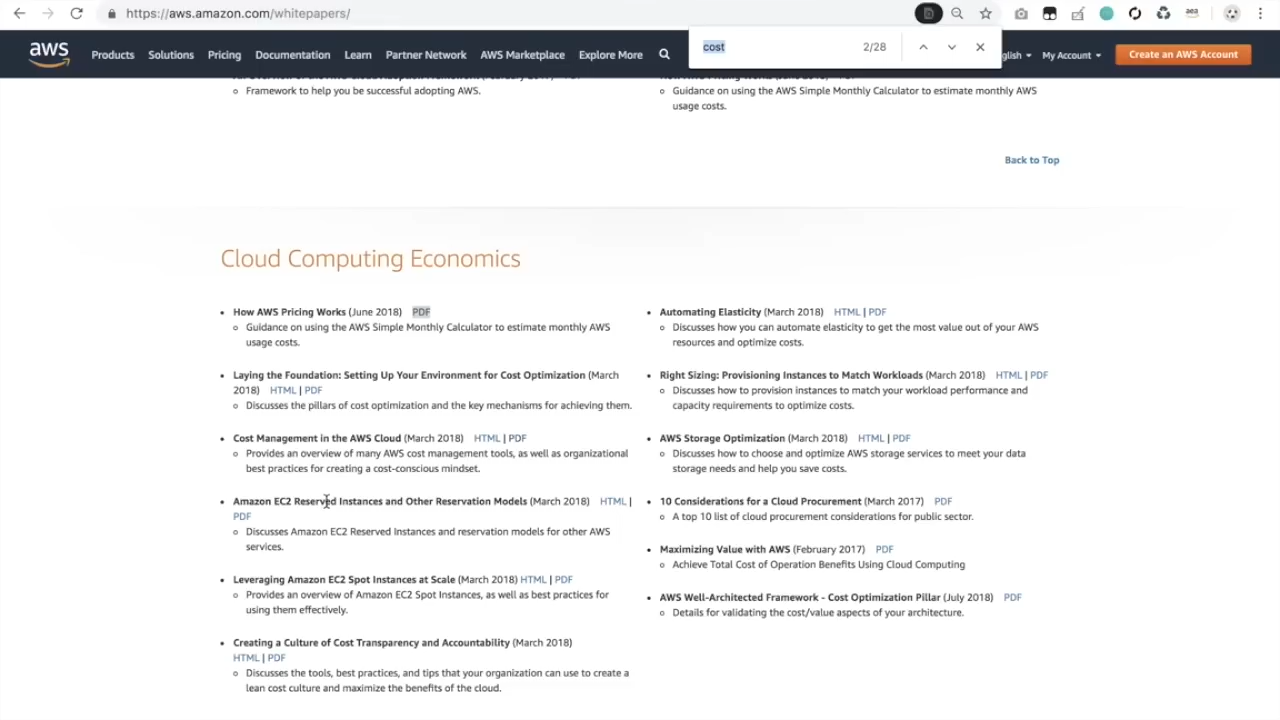 https://aws.amazon.com/whitepapers/
aws
Products
Solutions
Pricing
Documentation
Learn
Partner Network
AWS Marketplace
Explore More
cost
2/28
glish
My Account
Create an AWS Account
Framework to help you be successful adopting AWS.
Guidance on using the AWS Simple Monthly Calculator to estimate monthly AWS
usage costs.
Back to Top
Cloud Computing Economics
How AWS Pricing Works (June 2018) PDF
Guidance on using the AWS Simple Monthly Calculator to estimate monthly AWS
usage costs.
Laying the Foundation: Setting Up Your Environment for Cost Optimization (March
2018) HTML | PDF
Discusses the pillars of cost optimization and the key mechanisms for achieving them.
Cost Management in the AWS Cloud (March 2018) HTML | PDF
Provides an overview of many AWS cost management tools, as well as organizational
best practices for creating a cost-conscious mindset.
Amazon EC2 Reserved Instances and Other Reservation Models (March 2018) HTML |
PDF
Discusses Amazon EC2 Reserved Instances and reservation models for other AWS
services.
Leveraging Amazon EC2 Spot Instances at Scale (March 2018) HTML | PDF
Provides an overview of Amazon EC2 Spot Instances, as well as best practices for
using them effectively.
Creating a Culture of Cost Transparency and Accountability (March 2018)
HTML | PDF
Discusses the tools, best practices, and tips that your organization can use to create a
lean cost culture and maximize the benefits of the cloud.
Automating Elasticity (March 2018) HTML | PDF
Discusses how you can automate elasticity to get the most value out of your AWS
resources and optimize costs.
Right Sizing: Provisioning Instances to Match Workloads (March 2018) HTML | PDF
Discusses how to provision instances to match your workload performance and
capacity requirements to optimize costs.
AWS Storage Optimization (March 2018) HTML | PDF
Discusses how to choose and optimize AWS storage services to meet your data
storage needs and help you save costs.
10 Considerations for a Cloud Procurement (March 2017) PDF
A top 10 list of cloud procurement considerations for public sector.
Maximizing Value with AWS (February 2017) PDF
Achieve Total Cost of Operation Benefits Using Cloud Computing
AWS Well-Architected Framework - Cost Optimization Pillar (July 2018) PDF
Details for validating the cost/value aspects of your architecture.